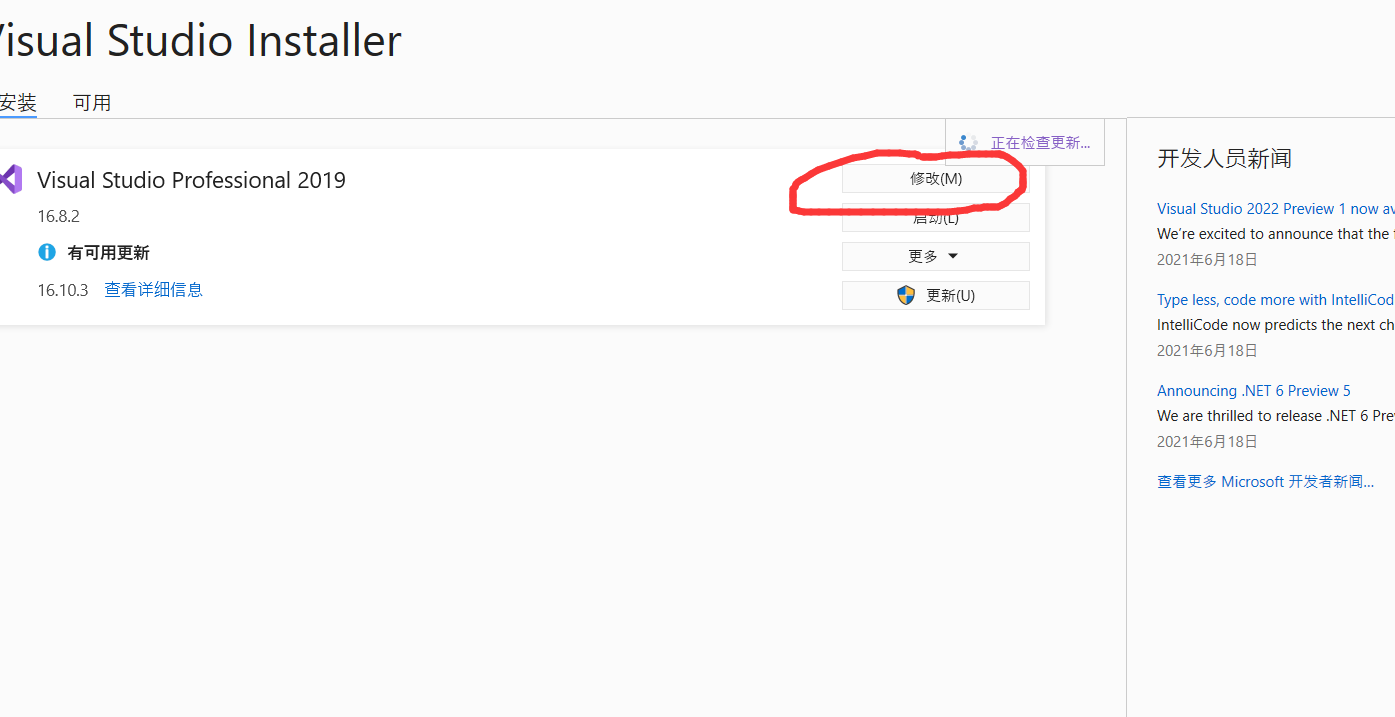 Visual Studio Installer
安装 可用
正在检查更新...
Visual Studio Professional 2019
修改(M)
16.8.2
启动(L)
有可用更新
更多
16.10.3 查看详细信息
更新(U)
开发人员新闻
Visual Studio 2022 Preview 1 now av
We're excited to announce that the f
2021年6月18日
Type less, code more with IntelliCod
IntelliCode now predicts the next ch
2021年6月18日
Announcing .NET 6 Preview 5
We are thrilled to release .NET 6 Prev
2021年6月18日
查看更多 Microsoft 开发者新闻...